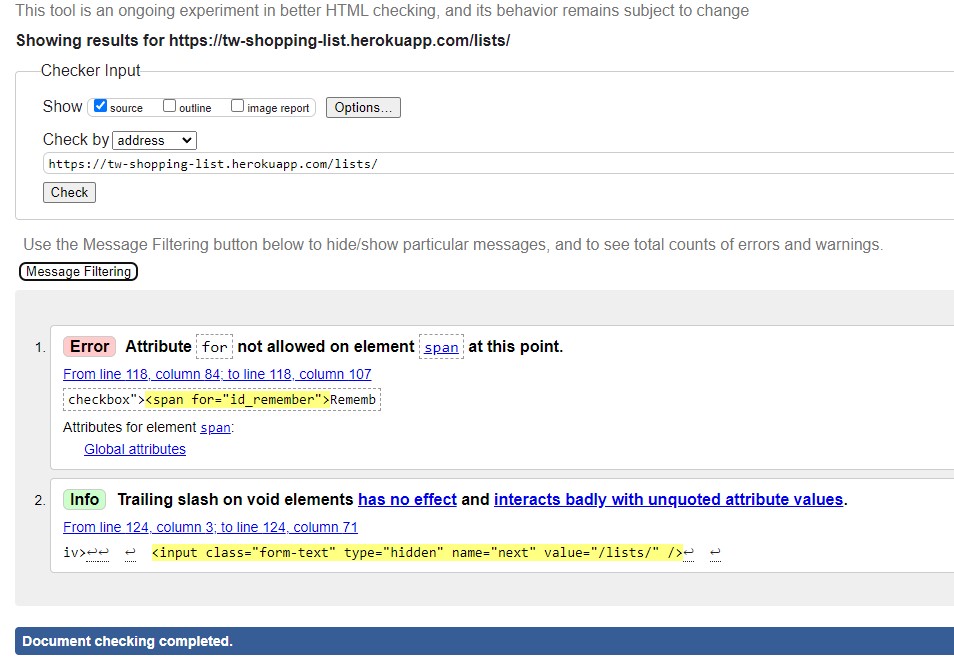 This tool is an ongoing experiment in better HTML checking, and its behavior remains subject to change
Showing results for https://tw-shopping-list.herokuapp.com/lists/
Checker Input
Show source outline image report Options...
Check by address
https://tw-shopping-list.herokuapp.com/lists/
Check
Use the Message Filtering button below to hide/show particular messages, and to see total counts of errors and warnings.
Message Filtering
1. Error Attribute for not allowed on element span at this point.
From line 118, column 84; to line 118, column 107
checkbox"><span for="id_remember">Rememb
Attributes for element span:
Global attributes
2. Info Trailing slash on void elements has no effect and interacts badly with unquoted attribute values.
From line 124, column 3; to line 124, column 71
iv>↩↩ ↩ <input class="form-text" type="hidden" name="next" value="/lists/" />↩ ↩
Document checking completed.